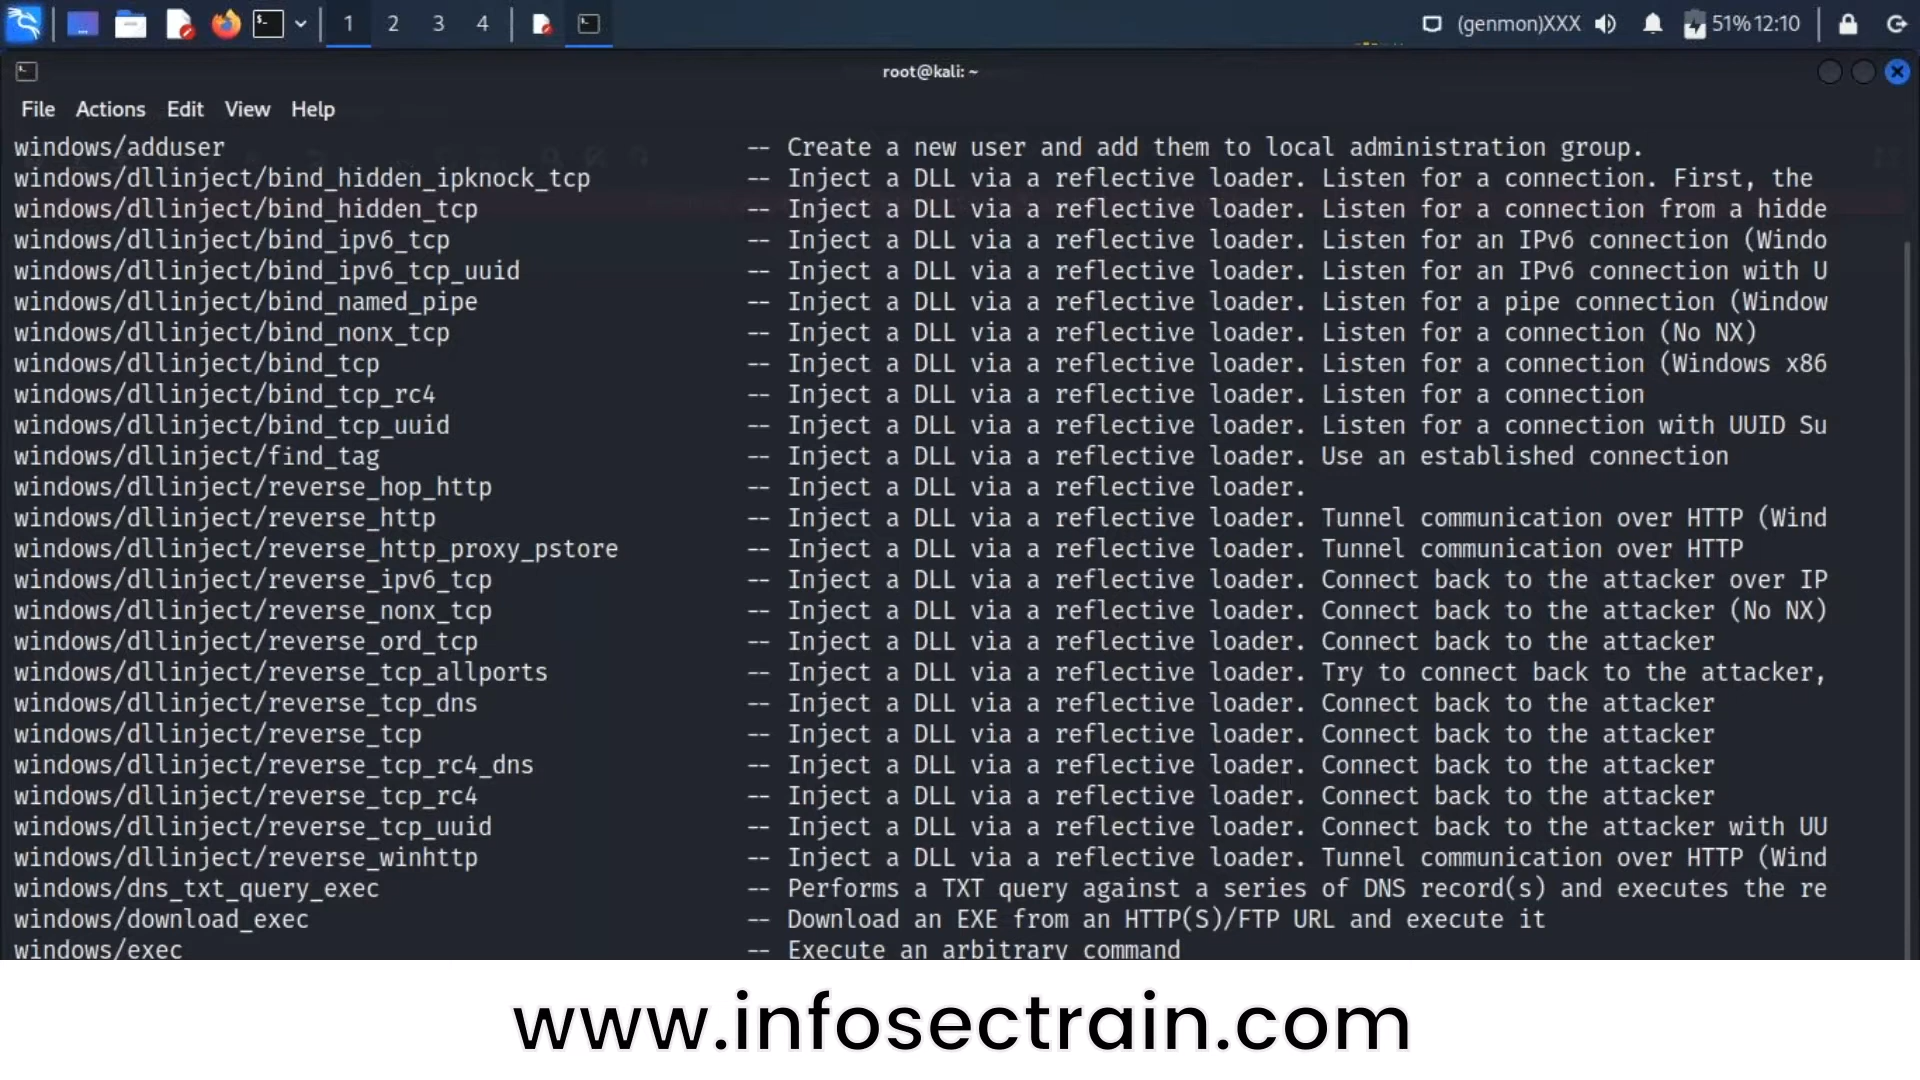 1 2 3 4 (genmon)XXX 51% 12:10
root@kali: ~
File Actions Edit View Help
windows/adduser -- Create a new user and add them to local administration group.
windows/dllinject/bind_hidden_ipknock_tcp -- Inject a DLL via a reflective loader. Listen for a connection. First, the
windows/dllinject/bind_hidden_tcp -- Inject a DLL via a reflective loader. Listen for a connection from a hidde
windows/dllinject/bind_ipv6_tcp -- Inject a DLL via a reflective loader. Listen for an IPv6 connection (Windo
windows/dllinject/bind_ipv6_tcp_uuid -- Inject a DLL via a reflective loader. Listen for an IPv6 connection with U
windows/dllinject/bind_named_pipe -- Inject a DLL via a reflective loader. Listen for a pipe connection (Window
windows/dllinject/bind_nonx_tcp -- Inject a DLL via a reflective loader. Listen for a connection (No NX)
windows/dllinject/bind_tcp -- Inject a DLL via a reflective loader. Listen for a connection (Windows x86
windows/dllinject/bind_tcp_rc4 -- Inject a DLL via a reflective loader. Listen for a connection
windows/dllinject/bind_tcp_uuid -- Inject a DLL via a reflective loader. Listen for a connection with UUID Su
windows/dllinject/find_tag -- Inject a DLL via a reflective loader. Use an established connection
windows/dllinject/reverse_hop_http -- Inject a DLL via a reflective loader.
windows/dllinject/reverse_http -- Inject a DLL via a reflective loader. Tunnel communication over HTTP (Wind
windows/dllinject/reverse_http_proxy_pstore -- Inject a DLL via a reflective loader. Tunnel communication over HTTP
windows/dllinject/reverse_ipv6_tcp -- Inject a DLL via a reflective loader. Connect back to the attacker over IP
windows/dllinject/reverse_nonx_tcp -- Inject a DLL via a reflective loader. Connect back to the attacker (No NX)
windows/dllinject/reverse_ord_tcp -- Inject a DLL via a reflective loader. Connect back to the attacker
windows/dllinject/reverse_tcp_allports -- Inject a DLL via a reflective loader. Try to connect back to the attacker,
windows/dllinject/reverse_tcp_dns -- Inject a DLL via a reflective loader. Connect back to the attacker
windows/dllinject/reverse_tcp -- Inject a DLL via a reflective loader. Connect back to the attacker
windows/dllinject/reverse_tcp_rc4_dns -- Inject a DLL via a reflective loader. Connect back to the attacker
windows/dllinject/reverse_tcp_rc4 -- Inject a DLL via a reflective loader. Connect back to the attacker
windows/dllinject/reverse_tcp_uuid -- Inject a DLL via a reflective loader. Connect back to the attacker with UU
windows/dllinject/reverse_winhttp -- Inject a DLL via a reflective loader. Tunnel communication over HTTP (Wind
windows/dns_txt_query_exec -- Performs a TXT query against a series of DNS record(s) and executes the re
windows/download_exec -- Download an EXE from an HTTP(S)/FTP URL and execute it
windows/exec -- Execute an arbitrary command
www.infosectrain.com